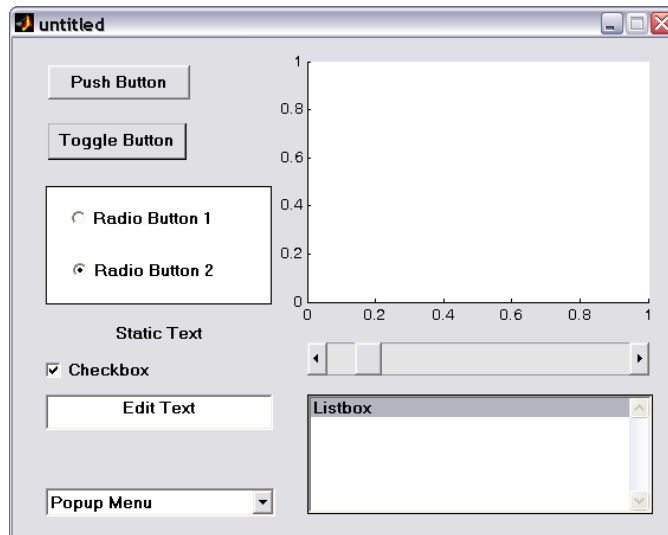 untitled
Push Button
Toggle Button
Radio Button 1
Radio Button 2
Static Text
Checkbox
Edit Text
Popup Menu
1
0.8
0.6
0.4
0.2
0
0 0.2 0.4 0.6 0.8 1
Listbox